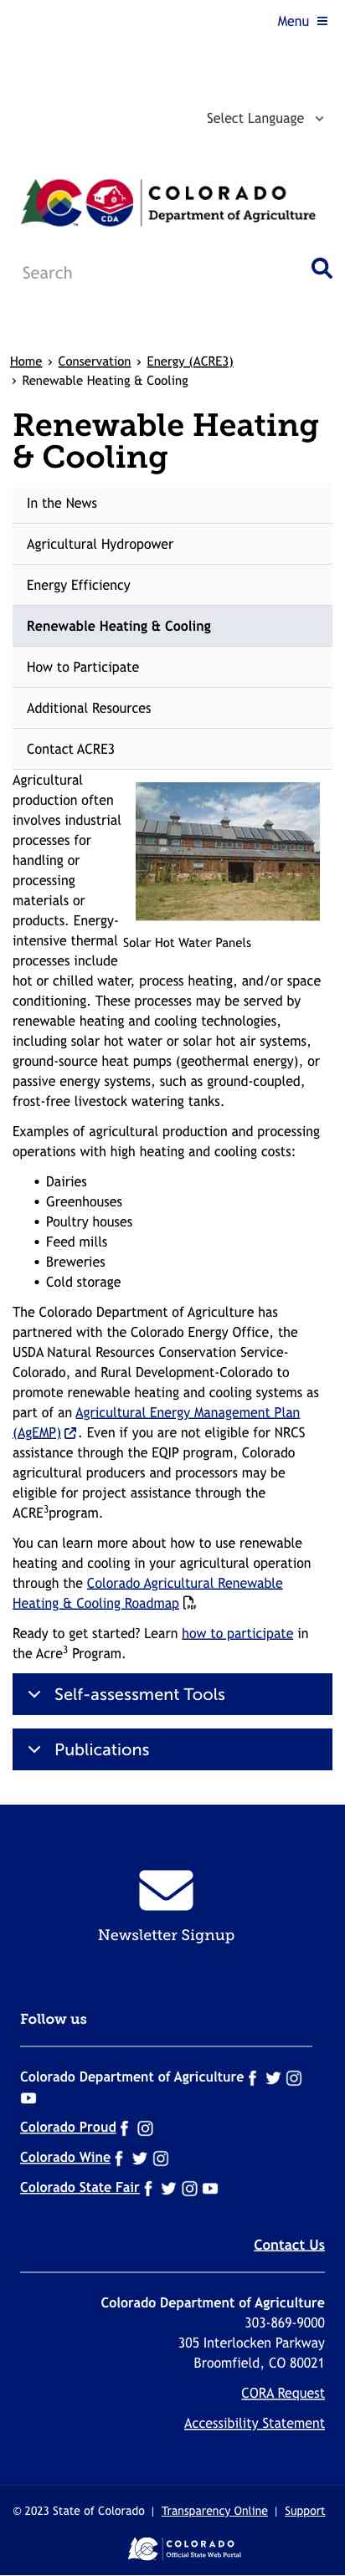 Menu
Select Language
COLORADO
Department of Agriculture
CDA
Search
Home › Conservation › Energy (ACRE3)
› Renewable Heating & Cooling
Renewable Heating
& Cooling
In the News
Agricultural Hydropower
Energy Efficiency
Renewable Heating & Cooling
How to Participate
Additional Resources
Contact ACRE3
Agricultural
production often
involves industrial
processes for
handling or
processing
materials or
products. Energy-
intensive thermal
processes include
Solar Hot Water Panels
hot or chilled water, process heating, and/or space
conditioning. These processes may be served by
renewable heating and cooling technologies,
including solar hot water or solar hot air systems,
ground-source heat pumps (geothermal energy), or
passive energy systems, such as ground-coupled,
frost-free livestock watering tanks.
Examples of agricultural production and processing
operations with high heating and cooling costs:
• Dairies
• Greenhouses
• Poultry houses
• Feed mills
• Breweries
• Cold storage
The Colorado Department of Agriculture has
partnered with the Colorado Energy Office, the
USDA Natural Resources Conservation Service-
Colorado, and Rural Development-Colorado to
promote renewable heating and cooling systems as
part of an Agricultural Energy Management Plan
(AgEMP). Even if you are not eligible for NRCS
assistance through the EQIP program, Colorado
agricultural producers and processors may be
eligible for project assistance through the
ACRE³program.
You can learn more about how to use renewable
heating and cooling in your agricultural operation
through the Colorado Agricultural Renewable
Heating & Cooling Roadmap PDF
Ready to get started? Learn how to participate in
the Acre³ Program.
Self-assessment Tools
Publications
Newsletter Signup
Follow us
Colorado Department of Agriculture
Colorado Proud
Colorado Wine
Colorado State Fair
Contact Us
Colorado Department of Agriculture
303-869-9000
305 Interlocken Parkway
Broomfield, CO 80021
CORA Request
Accessibility Statement
© 2023 State of Colorado | Transparency Online | Support
COLORADO
Official State Web Portal